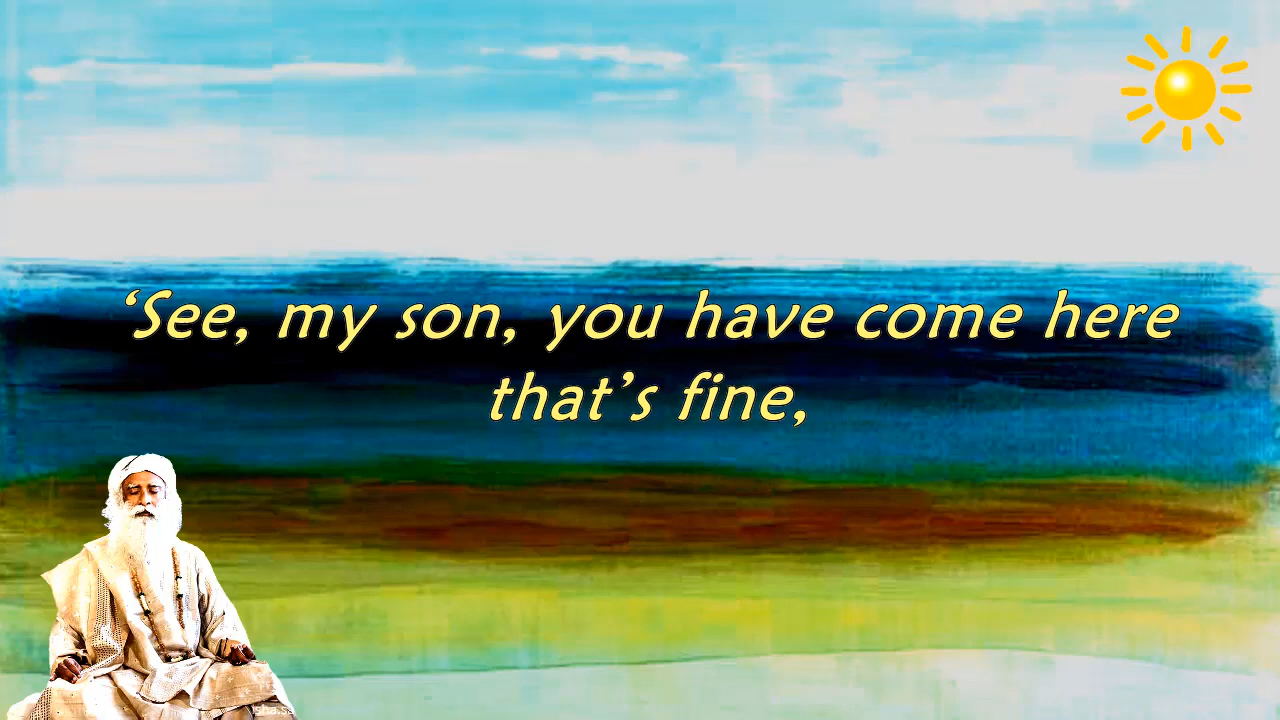 ‘See, my son, you have come here
that’s fine,